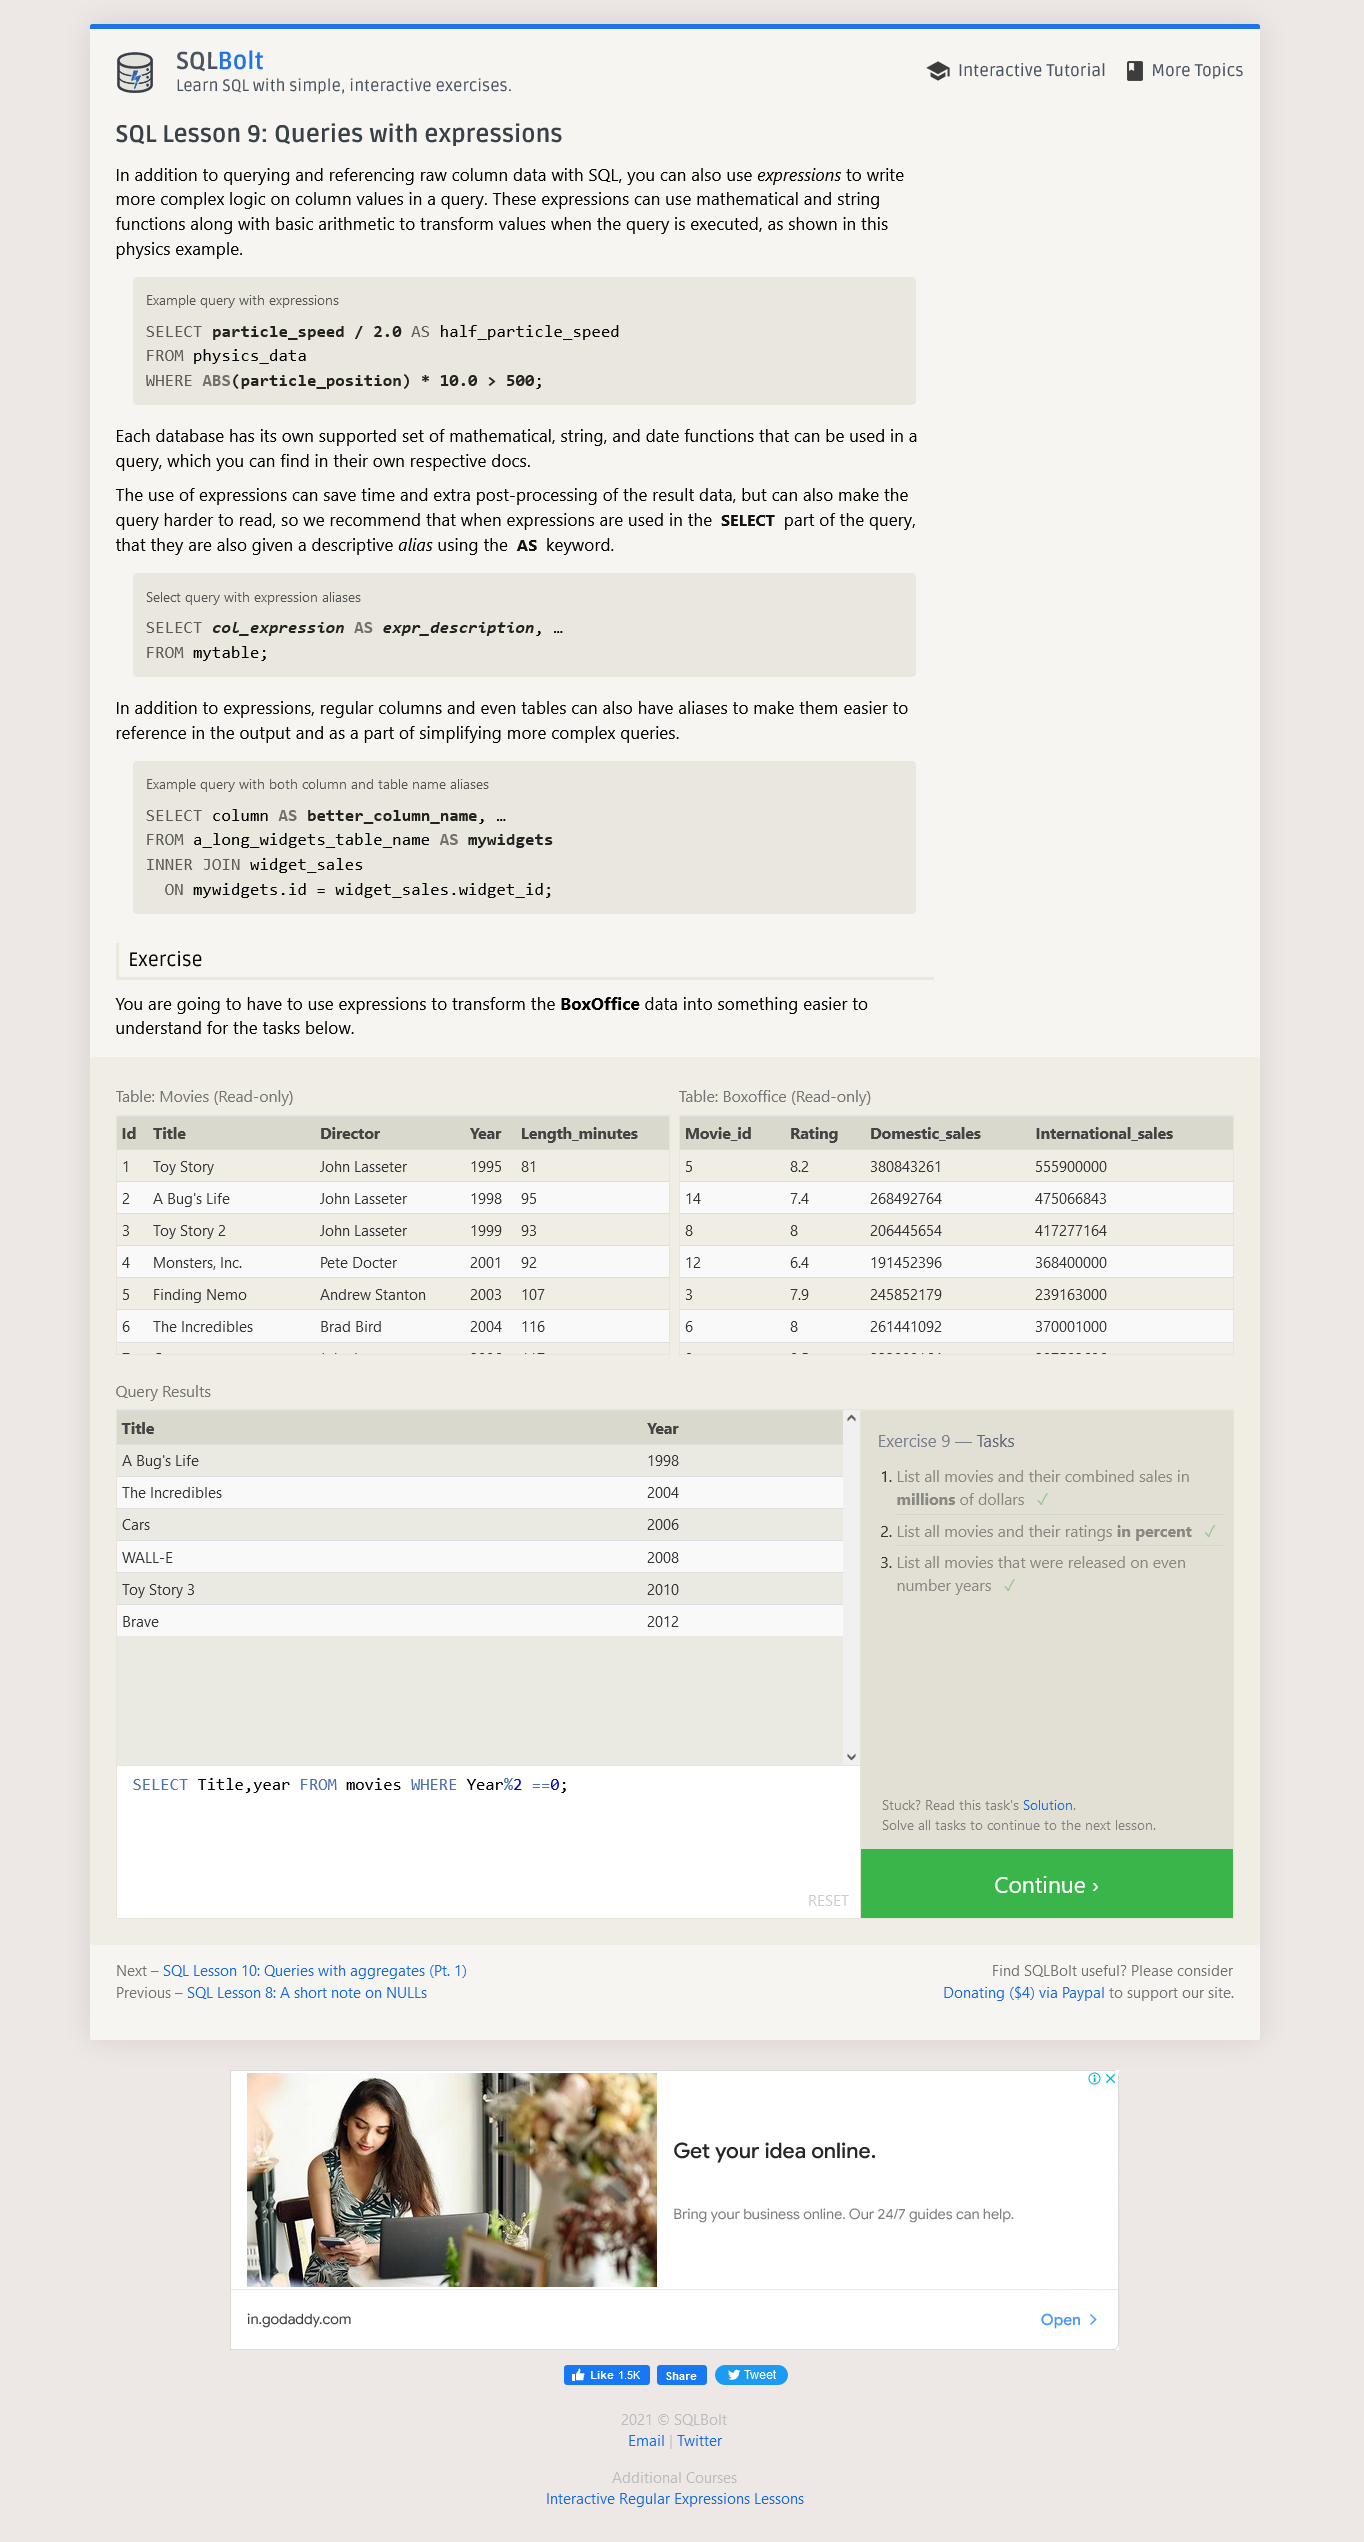 SQLBolt
Learn SQL with simple, interactive exercises.
Interactive Tutorial
More Topics
SQL Lesson 9: Queries with expressions
In addition to querying and referencing raw column data with SQL, you can also use expressions to write
more complex logic on column values in a query. These expressions can use mathematical and string
functions along with basic arithmetic to transform values when the query is executed, as shown in this
physics example.
Example query with expressions
SELECT particle_speed / 2.0 AS half_particle_speed
FROM physics_data
WHERE ABS(particle_position) * 10.0 > 500;
Each database has its own supported set of mathematical, string, and date functions that can be used in a
query, which you can find in their own respective docs.
The use of expressions can save time and extra post-processing of the result data, but can also make the
query harder to read, so we recommend that when expressions are used in the SELECT part of the query,
that they are also given a descriptive alias using the AS keyword.
Select query with expression aliases
SELECT col_expression AS expr_description, …
FROM mytable;
In addition to expressions, regular columns and even tables can also have aliases to make them easier to
reference in the output and as a part of simplifying more complex queries.
Example query with both column and table name aliases
SELECT column AS better_column_name, …
FROM a_long_widgets_table_name AS mywidgets
INNER JOIN widget_sales
ON mywidgets.id = widget_sales.widget_id;
Exercise
You are going to have to use expressions to transform the BoxOffice data into something easier to
understand for the tasks below.
Table: Movies (Read-only)
Id Title Director Year Length_minutes
1 Toy Story John Lasseter 1995 81
2 A Bug's Life John Lasseter 1998 95
3 Toy Story 2 John Lasseter 1999 93
4 Monsters, Inc. Pete Docter 2001 92
5 Finding Nemo Andrew Stanton 2003 107
6 The Incredibles Brad Bird 2004 116
Table: Boxoffice (Read-only)
Movie_id Rating Domestic_sales International_sales
5 8.2 380843261 555900000
14 7.4 268492764 475066843
8 8 206445654 417277164
12 6.4 191452396 368400000
3 7.9 245852179 239163000
6 8 261441092 370001000
Query Results
Title Year
A Bug's Life 1998
The Incredibles 2004
Cars 2006
WALL-E 2008
Toy Story 3 2010
Brave 2012
SELECT Title,year FROM movies WHERE Year%2 ==0;
RESET
Exercise 9 — Tasks
1. List all movies and their combined sales in
millions of dollars ✓
2. List all movies and their ratings in percent ✓
3. List all movies that were released on even
number years ✓
Stuck? Read this task's Solution.
Solve all tasks to continue to the next lesson.
Continue ›
Next – SQL Lesson 10: Queries with aggregates (Pt. 1)
Previous – SQL Lesson 8: A short note on NULLs
Find SQLBolt useful? Please consider
Donating ($4) via Paypal to support our site.
Get your idea online.
Bring your business online. Our 24/7 guides can help.
in.godaddy.com
Open
Like 1.5K
Share
Tweet
2021 © SQLBolt
Email | Twitter
Additional Courses
Interactive Regular Expressions Lessons